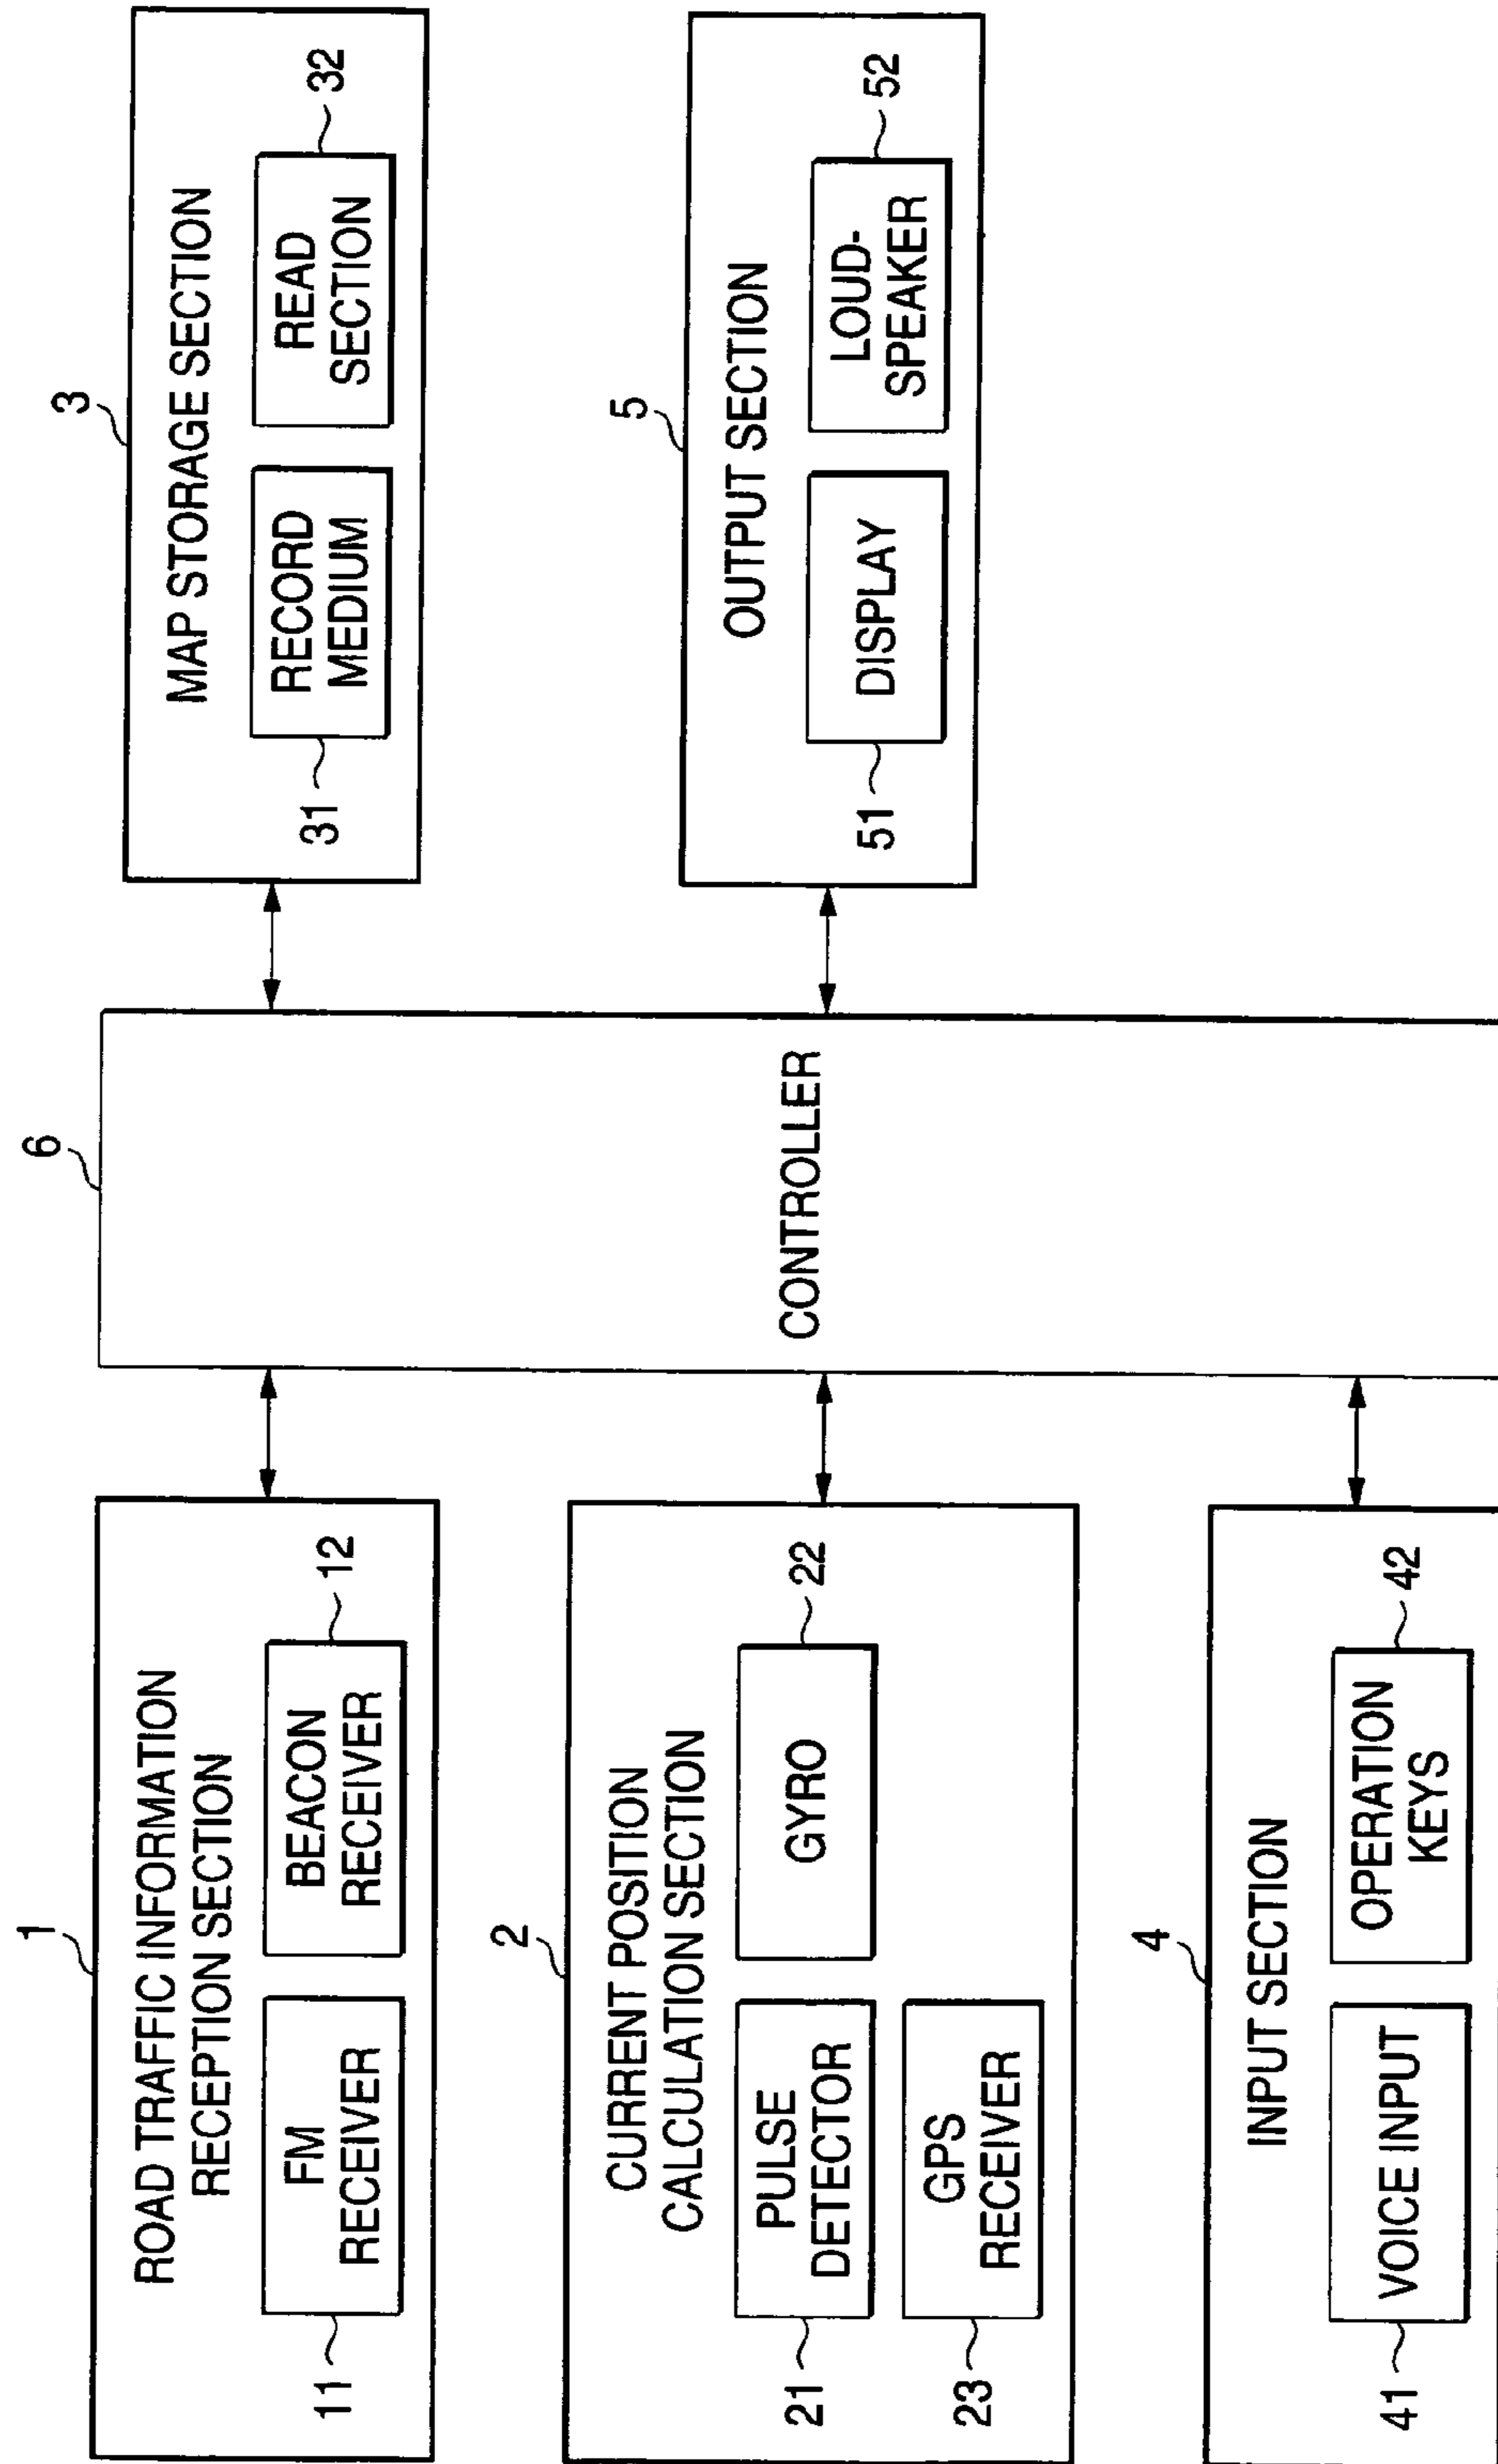 1
ROAD TRAFFIC INFORMATION
RECEPTION SECTION
FM
RECEIVER
11
BEACON
RECEIVER
12
2
CURRENT POSITION
CALCULATION SECTION
PULSE
DETECTOR
21
GYRO
22
GPS
RECEIVER
23
4
INPUT SECTION
VOICE INPUT
41
OPERATION
KEYS
42
6
CONTROLLER
3
MAP STORAGE SECTION
RECORD
MEDIUM
31
READ
SECTION
32
5
OUTPUT SECTION
DISPLAY
51
LOUD-
SPEAKER
52